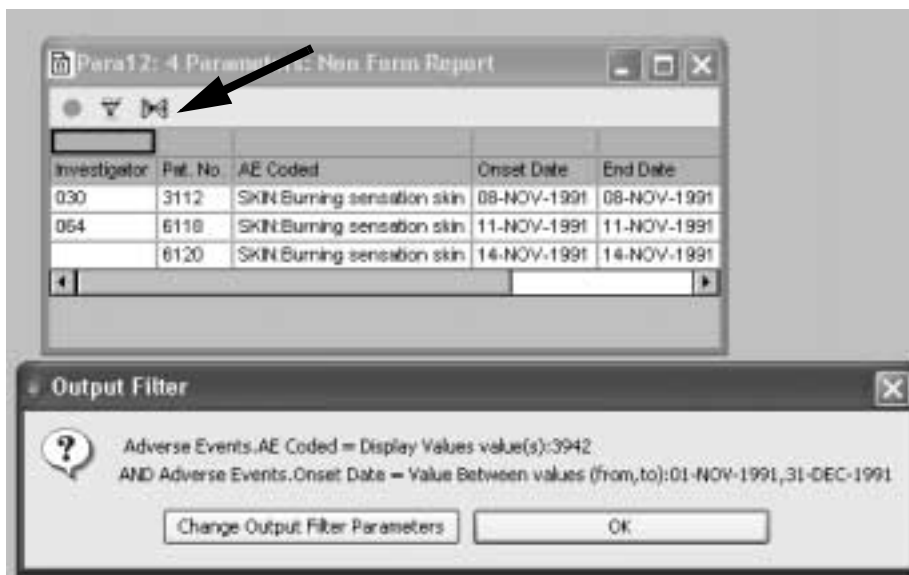 Para12: 4 Parameters: Non Form Report
Investigator Pat. No. AE Coded Onset Date End Date
030 3112 SKIN:Burning sensation skin 08-NOV-1991 08-NOV-1991
064 6118 SKIN:Burning sensation skin 11-NOV-1991 11-NOV-1991
6120 SKIN:Burning sensation skin 14-NOV-1991 14-NOV-1991
Output Filter
Adverse Events.AE Coded = Display Values value(s):3942
AND Adverse Events.Onset Date = Value Between values (from,to):01-NOV-1991,31-DEC-1991
Change Output Filter Parameters OK